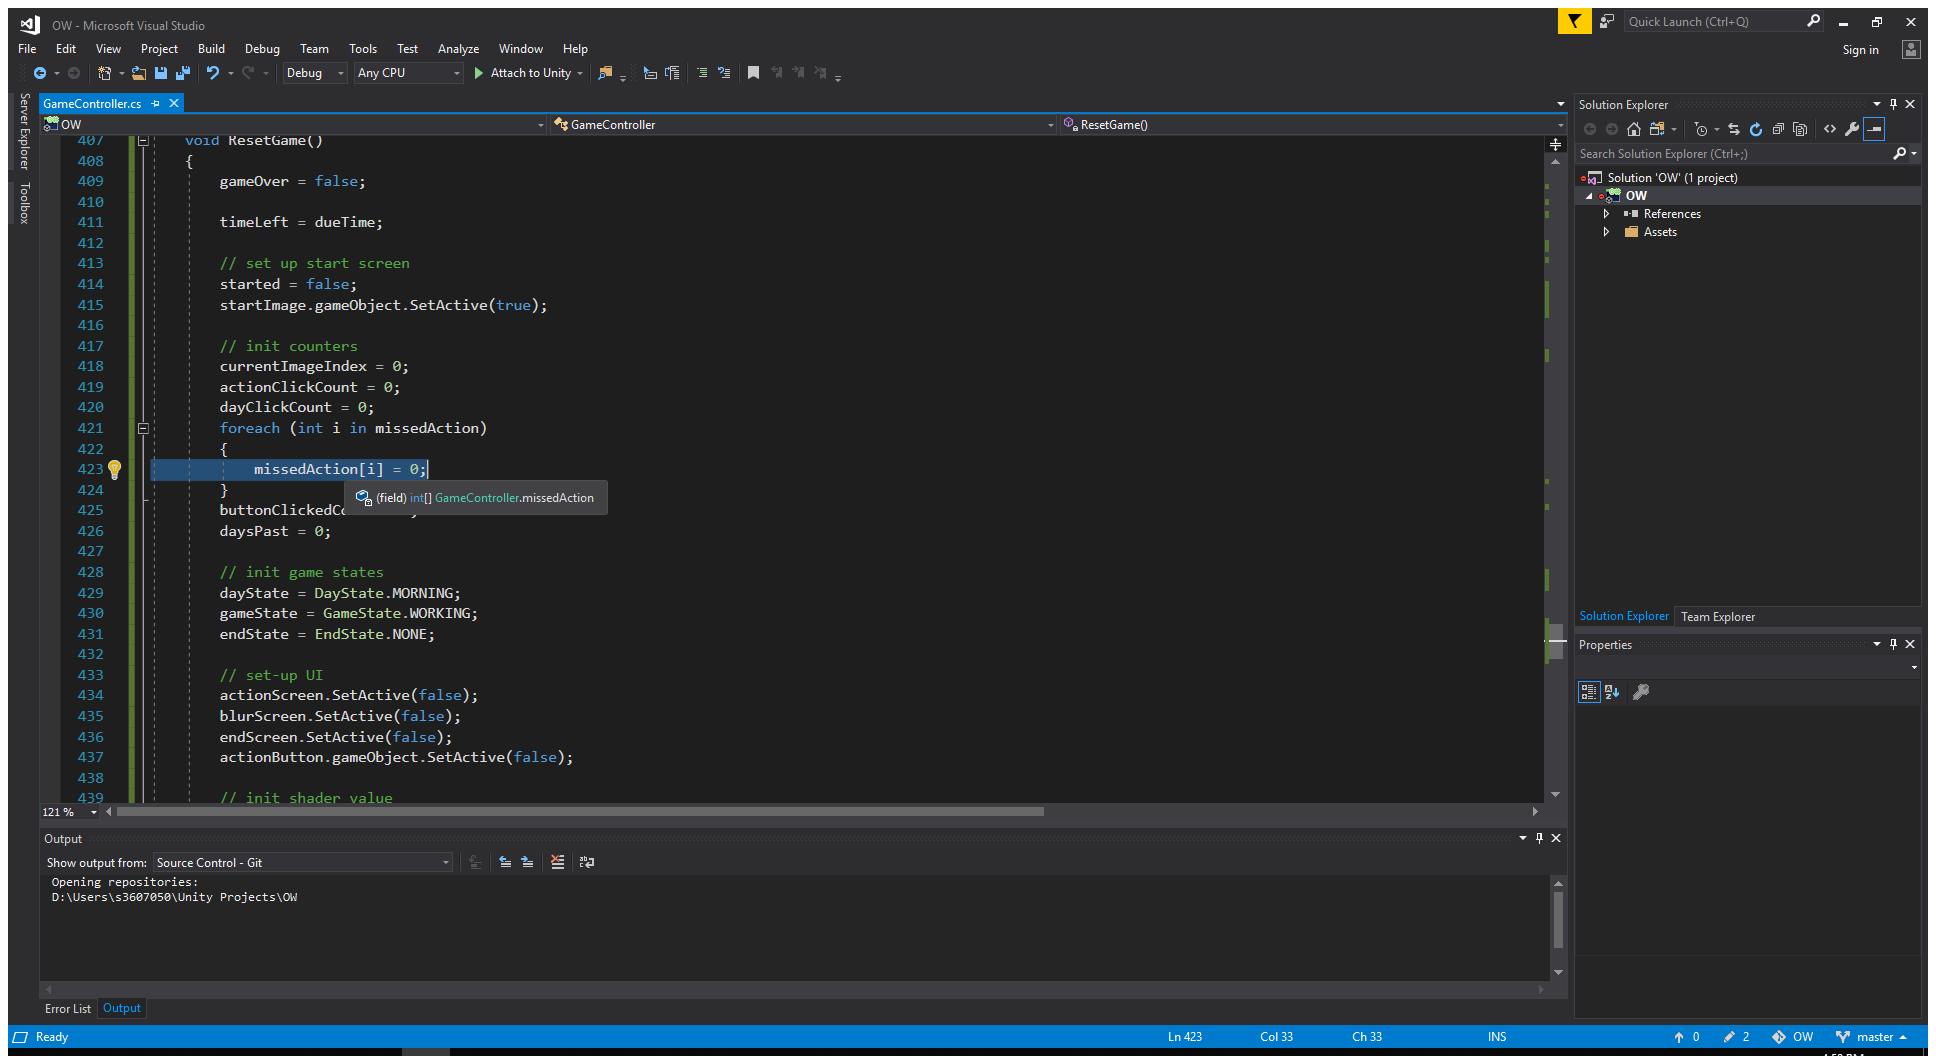 OW - Microsoft Visual Studio
Quick Launch (Ctrl+Q)
File Edit View Project Build Debug Team Tools Test Analyze Window Help
Sign in
Debug Any CPU Attach to Unity
Server Explorer
Toolbox
GameController.cs
OW GameController ResetGame()
407 void ResetGame()
408 {
409 gameOver = false;
410
411 timeLeft = dueTime;
412
413 // set up start screen
414 started = false;
415 startImage.gameObject.SetActive(true);
416
417 // init counters
418 currentImageIndex = 0;
419 actionClickCount = 0;
420 dayClickCount = 0;
421 foreach (int i in missedAction)
422 {
423 missedAction[i] = 0;
424 }
(field) int[] GameController.missedAction
425
426 daysPast = 0;
427
428 // init game states
429 dayState = DayState.MORNING;
430 gameState = GameState.WORKING;
431 endState = EndState.NONE;
432
433 // set-up UI
434 actionScreen.SetActive(false);
435 blurScreen.SetActive(false);
436 endScreen.SetActive(false);
437 actionButton.gameObject.SetActive(false);
438
439 // init shader value
121 %
Output
Show output from: Source Control - Git
Opening repositories:
D:\Users\s3607050\Unity Projects\OW
Error List Output
Solution Explorer
Search Solution Explorer (Ctrl+;)
Solution 'OW' (1 project)
OW
References
Assets
Solution Explorer Team Explorer
Properties
Ready Ln 423 Col 33 Ch 33 INS 0 2 OW master